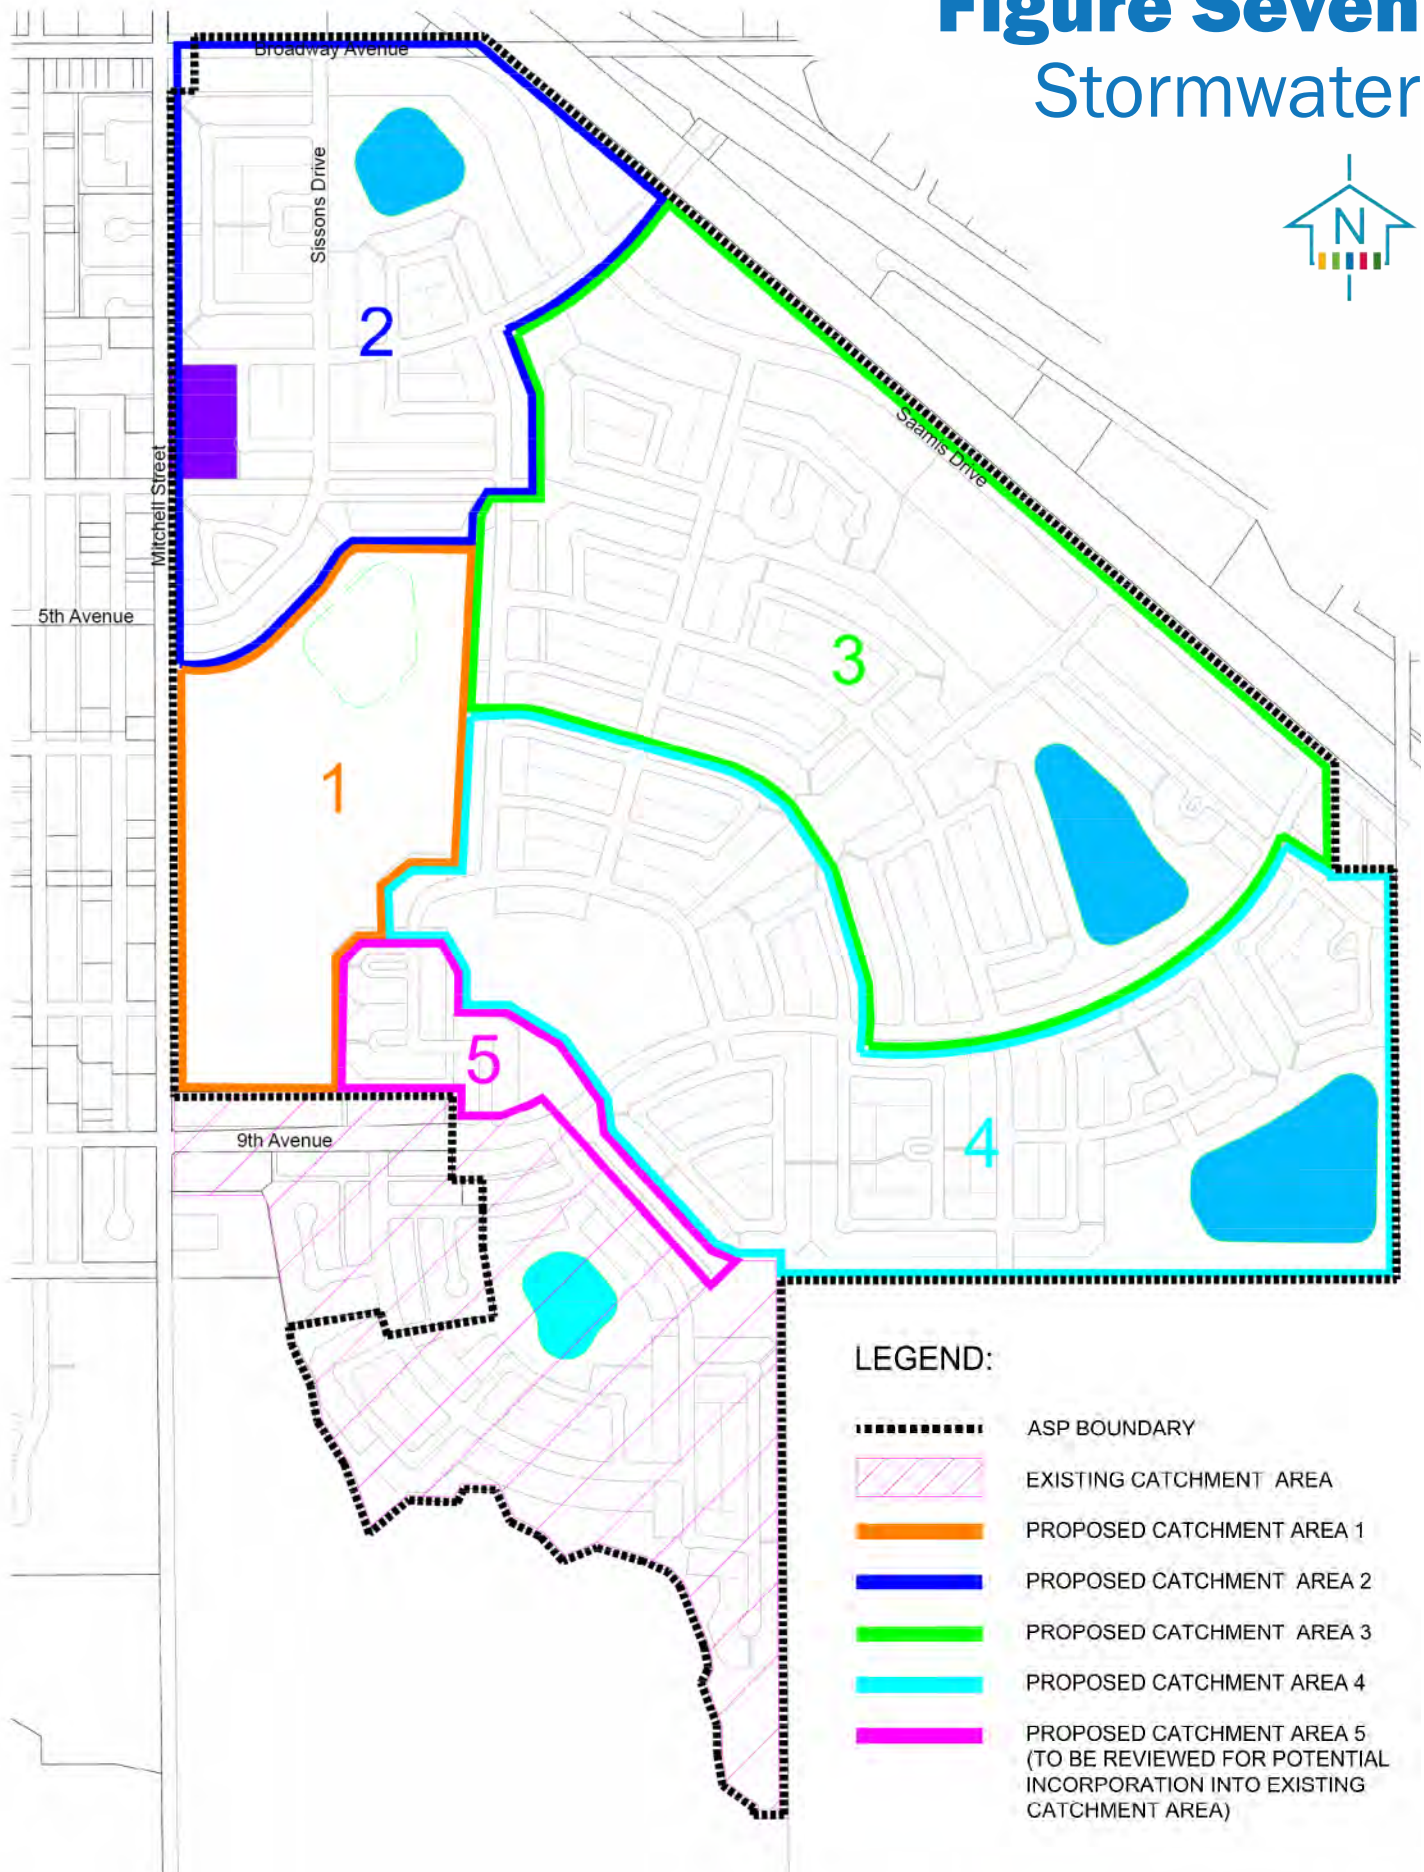 Figure Seven
Stormwater
N
Broadway Avenue
Sissons Drive
2
Saamis Drive
Mitchell Street
5th Avenue
3
1
5
4
9th Avenue
LEGEND:
ASP BOUNDARY
EXISTING CATCHMENT AREA
PROPOSED CATCHMENT AREA 1
PROPOSED CATCHMENT AREA 2
PROPOSED CATCHMENT AREA 3
PROPOSED CATCHMENT AREA 4
PROPOSED CATCHMENT AREA 5
(TO BE REVIEWED FOR POTENTIAL
INCORPORATION INTO EXISTING
CATCHMENT AREA)